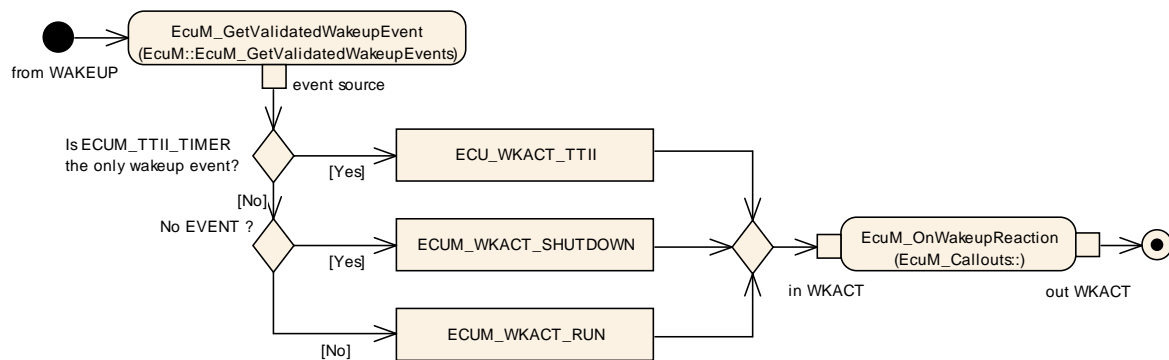 EcuM_GetValidatedWakeupEvent
(EcuM::EcuM_GetValidatedWakeupEvents)
from WAKEUP
event source
Is ECUM_TTII_TIMER
the only wakeup event?
ECU_WKACT_TTII
[Yes]
[No]
No EVENT ?
ECUM_WKACT_SHUTDOWN
[Yes]
EcuM_OnWakeupReaction
(EcuM_Callouts::)
in WKACT
out WKACT
ECUM_WKACT_RUN
[No]